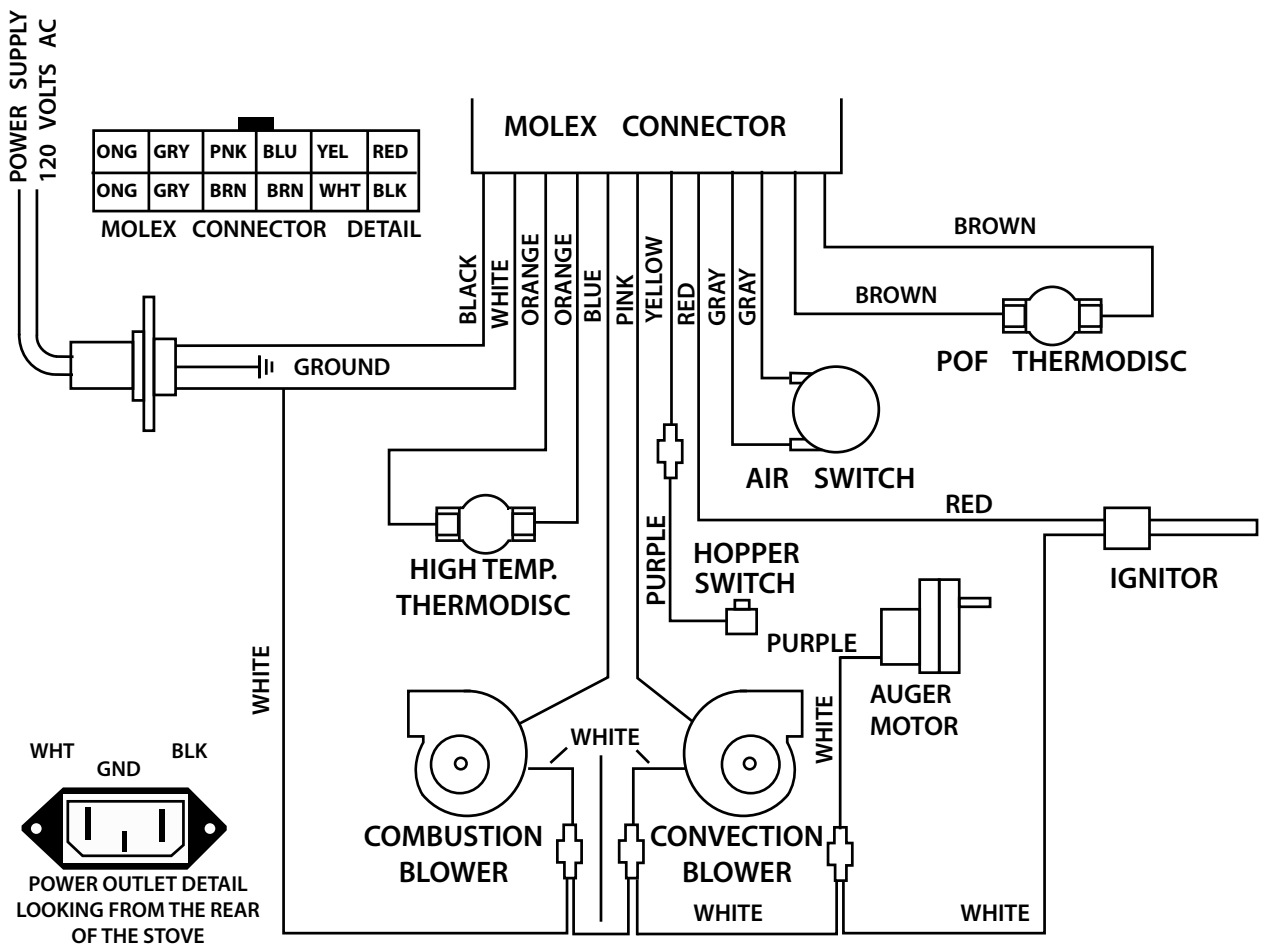 POWER SUPPLY
120 VOLTS AC
ONG GRY PNK BLU YEL RED
ONG GRY BRN BRN WHT BLK
MOLEX CONNECTOR DETAIL
MOLEX CONNECTOR
BLACK
WHITE
ORANGE
ORANGE
BLUE
PINK
YELLOW
RED
GRAY
GRAY
BROWN
BROWN
POF THERMODISC
GROUND
AIR SWITCH
RED
IGNITOR
HIGH TEMP.
THERMODISC
PURPLE
HOPPER
SWITCH
PURPLE
AUGER
MOTOR
WHITE
WHITE
WHITE
COMBUSTION
BLOWER
CONVECTION
BLOWER
WHITE
WHITE
WHT
GND
BLK
POWER OUTLET DETAIL
LOOKING FROM THE REAR
OF THE STOVE